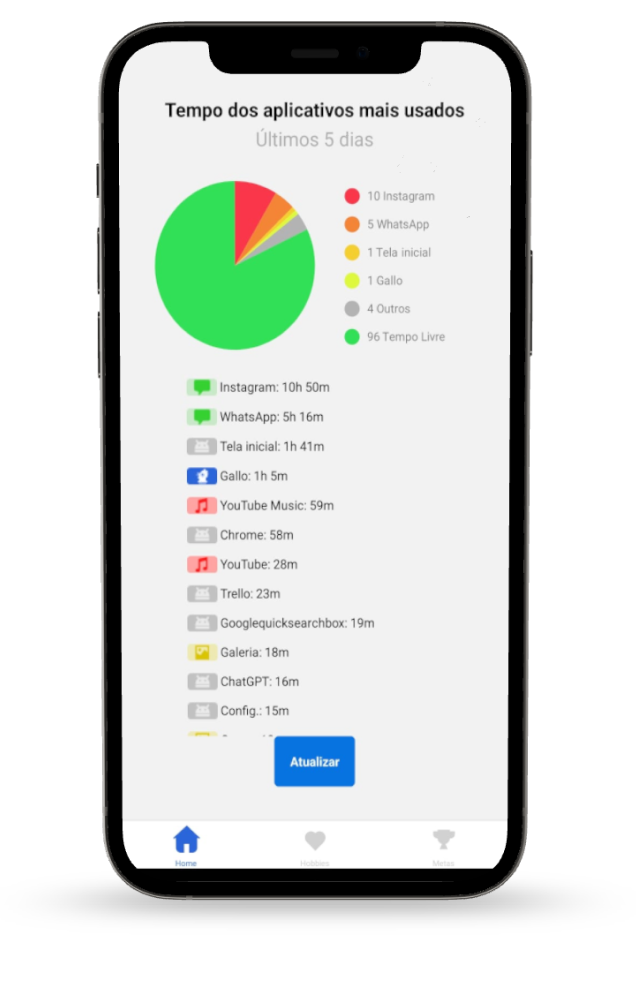 Tempo dos aplicativos mais usados
Últimos 5 dias
10 Instagram
5 WhatsApp
1 Tela inicial
1 Gallo
4 Outros
96 Tempo Livre
Instagram: 10h 50m
WhatsApp: 5h 16m
Tela inicial: 1h 41m
Gallo: 1h 5m
YouTube Music: 59m
Chrome: 58m
YouTube: 28m
Trello: 23m
Googlequicksearchbox: 19m
Galeria: 18m
ChatGPT: 16m
Config.: 15m
Atualizar
Home
Hobbies
Metas